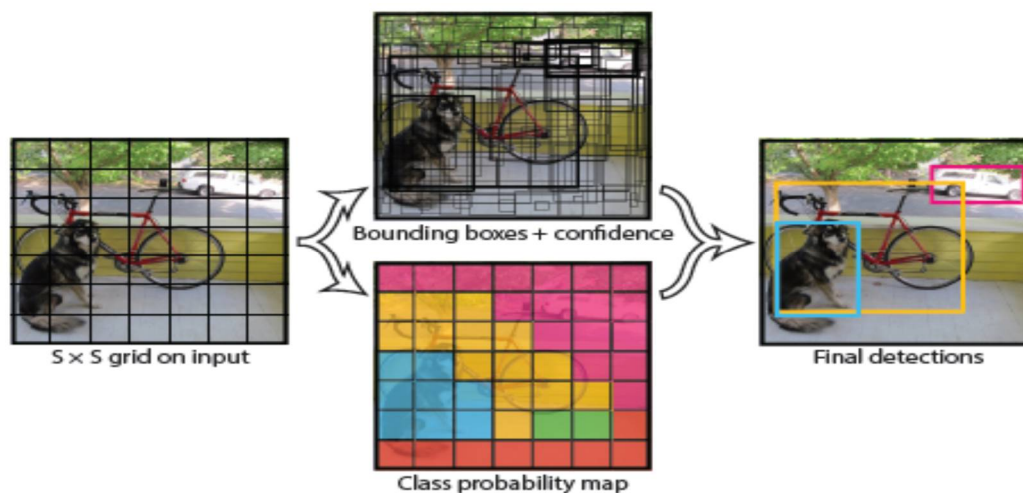 Bounding boxes + confidence
S × S grid on input
Final detections
Class probability map